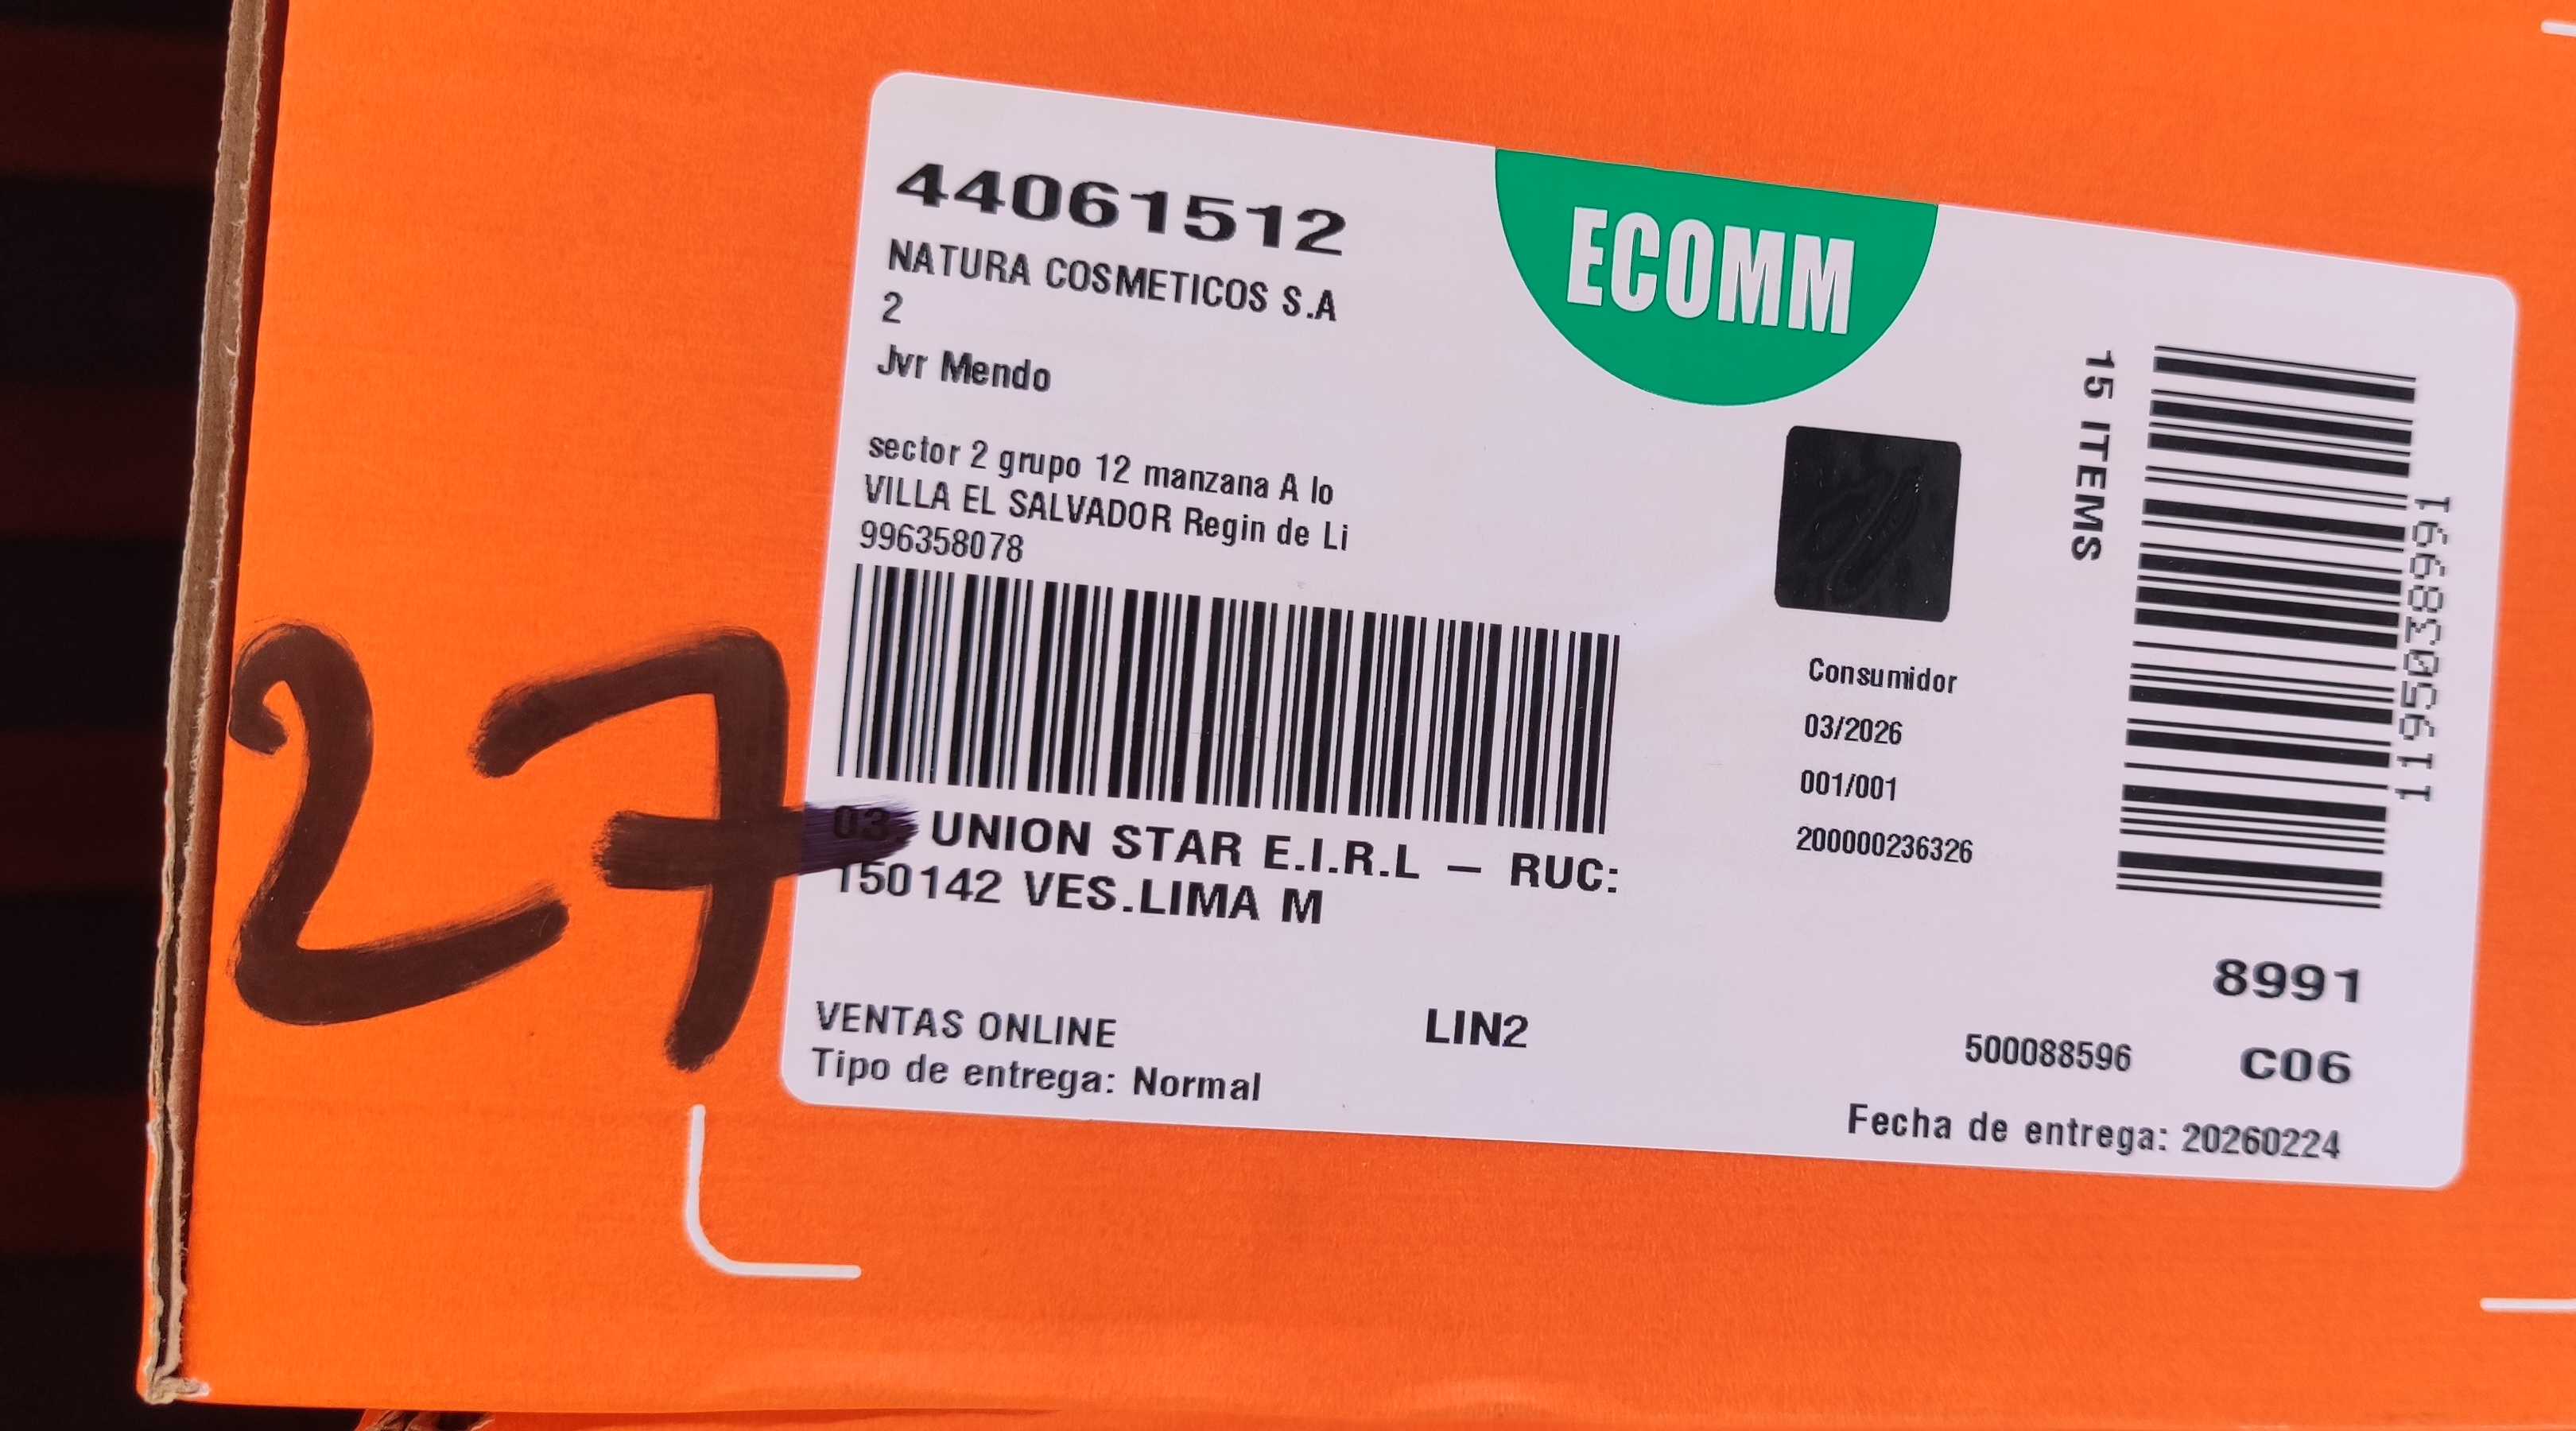 44061512
NATURA COSMETICOS S.A
2
Jvr Mendo
sector 2 grupo 12 manzana A lo
VILLA EL SALVADOR Regin de Li
996358078
ECOMM
15 ITEMS
1195038991
Consumidor
03/2026
001/001
200000236326
27
UNION STAR E.I.R.L – RUC:
150142 VES.LIMA M
8991
VENTAS ONLINE
LIN2
500088596 C06
Tipo de entrega: Normal
Fecha de entrega: 20260224